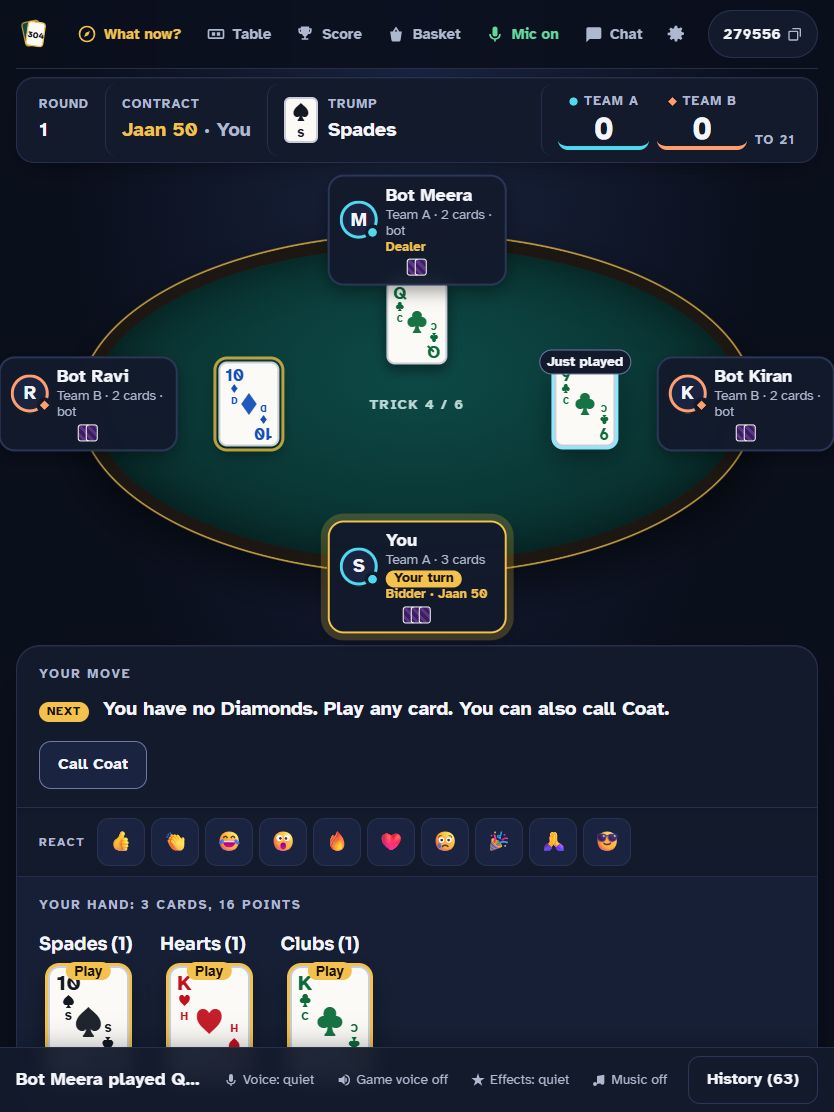 304
What now?
Table
Score
Basket
Mic on
Chat
279556
ROUND
1
CONTRACT
Jaan 50 · You
S
TRUMP
Spades
TEAM A
0
TEAM B
0
TO 21
M
Bot Meera
Team A · 2 cards ·
bot
Dealer
Q
C
C
Q
R
Bot Ravi
Team B · 2 cards ·
bot
10
D
D
10
TRICK 4 / 6
Just played
9
C
C
9
K
Bot Kiran
Team B · 2 cards ·
bot
S
You
Team A · 3 cards
Your turn
Bidder · Jaan 50
YOUR MOVE
NEXT
You have no Diamonds. Play any card. You can also call Coat.
Call Coat
REACT
YOUR HAND: 3 CARDS, 16 POINTS
Spades (1)
Hearts (1)
Clubs (1)
Play
10
S
S
Play
K
H
H
Play
K
C
C
Bot Meera played Q...
Voice: quiet
Game voice off
Effects: quiet
Music off
History (63)